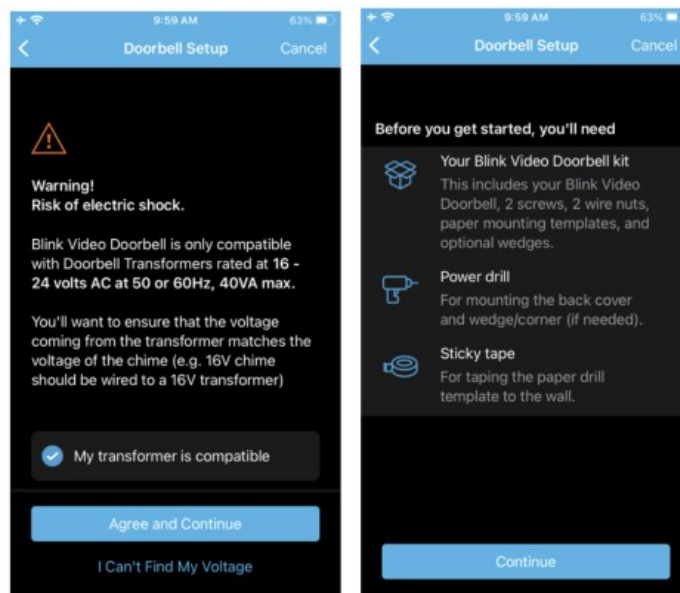 9:59 AM
63%
Doorbell Setup
Cancel
Warning!
Risk of electric shock.
Blink Video Doorbell is only compatible
with Doorbell Transformers rated at 16 -
24 volts AC at 50 or 60Hz, 40VA max.
You'll want to ensure that the voltage
coming from the transformer matches the
voltage of the chime (e.g. 16V chime
should be wired to a 16V transformer)
My transformer is compatible
Agree and Continue
I Can't Find My Voltage
9:59 AM
63%
Doorbell Setup
Cancel
Before you get started, you'll need
Your Blink Video Doorbell kit
This includes your Blink Video
Doorbell, 2 screws, 2 wire nuts,
paper mounting templates, and
optional wedges.
Power drill
For mounting the back cover
and wedge/corner (if needed).
Sticky tape
For taping the paper drill
template to the wall.
Continue